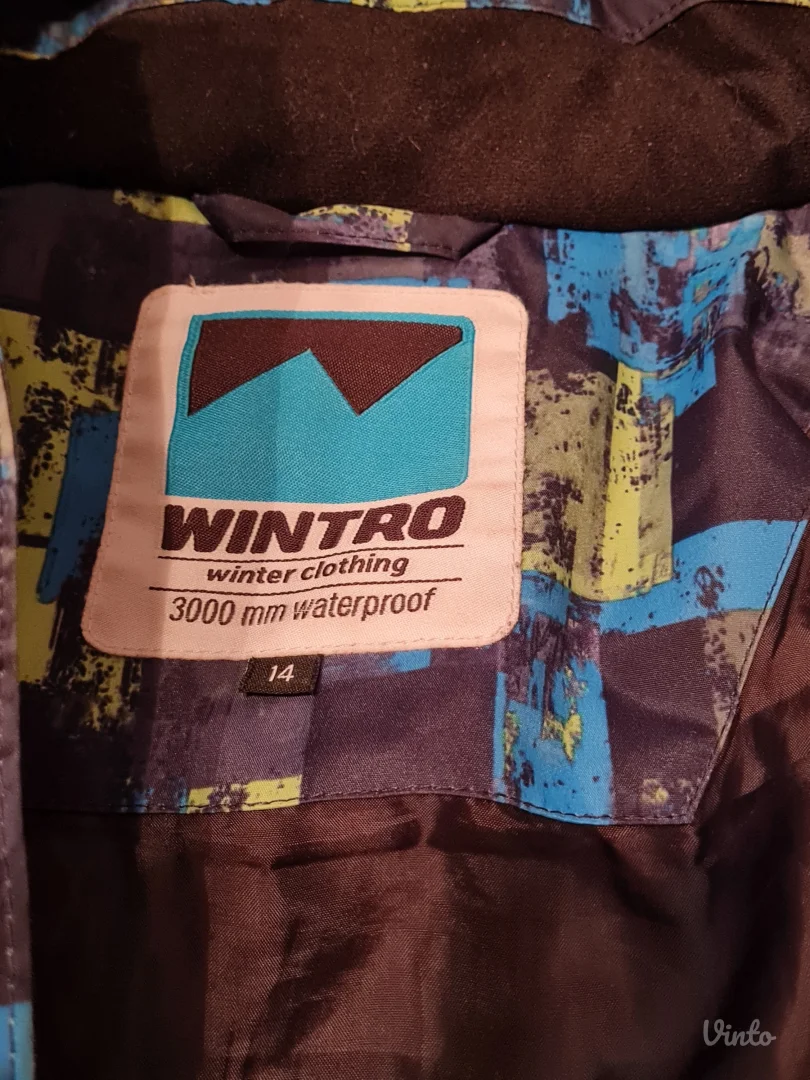 WINTRO
winter clothing
3000 mm waterproof
14
Vinto